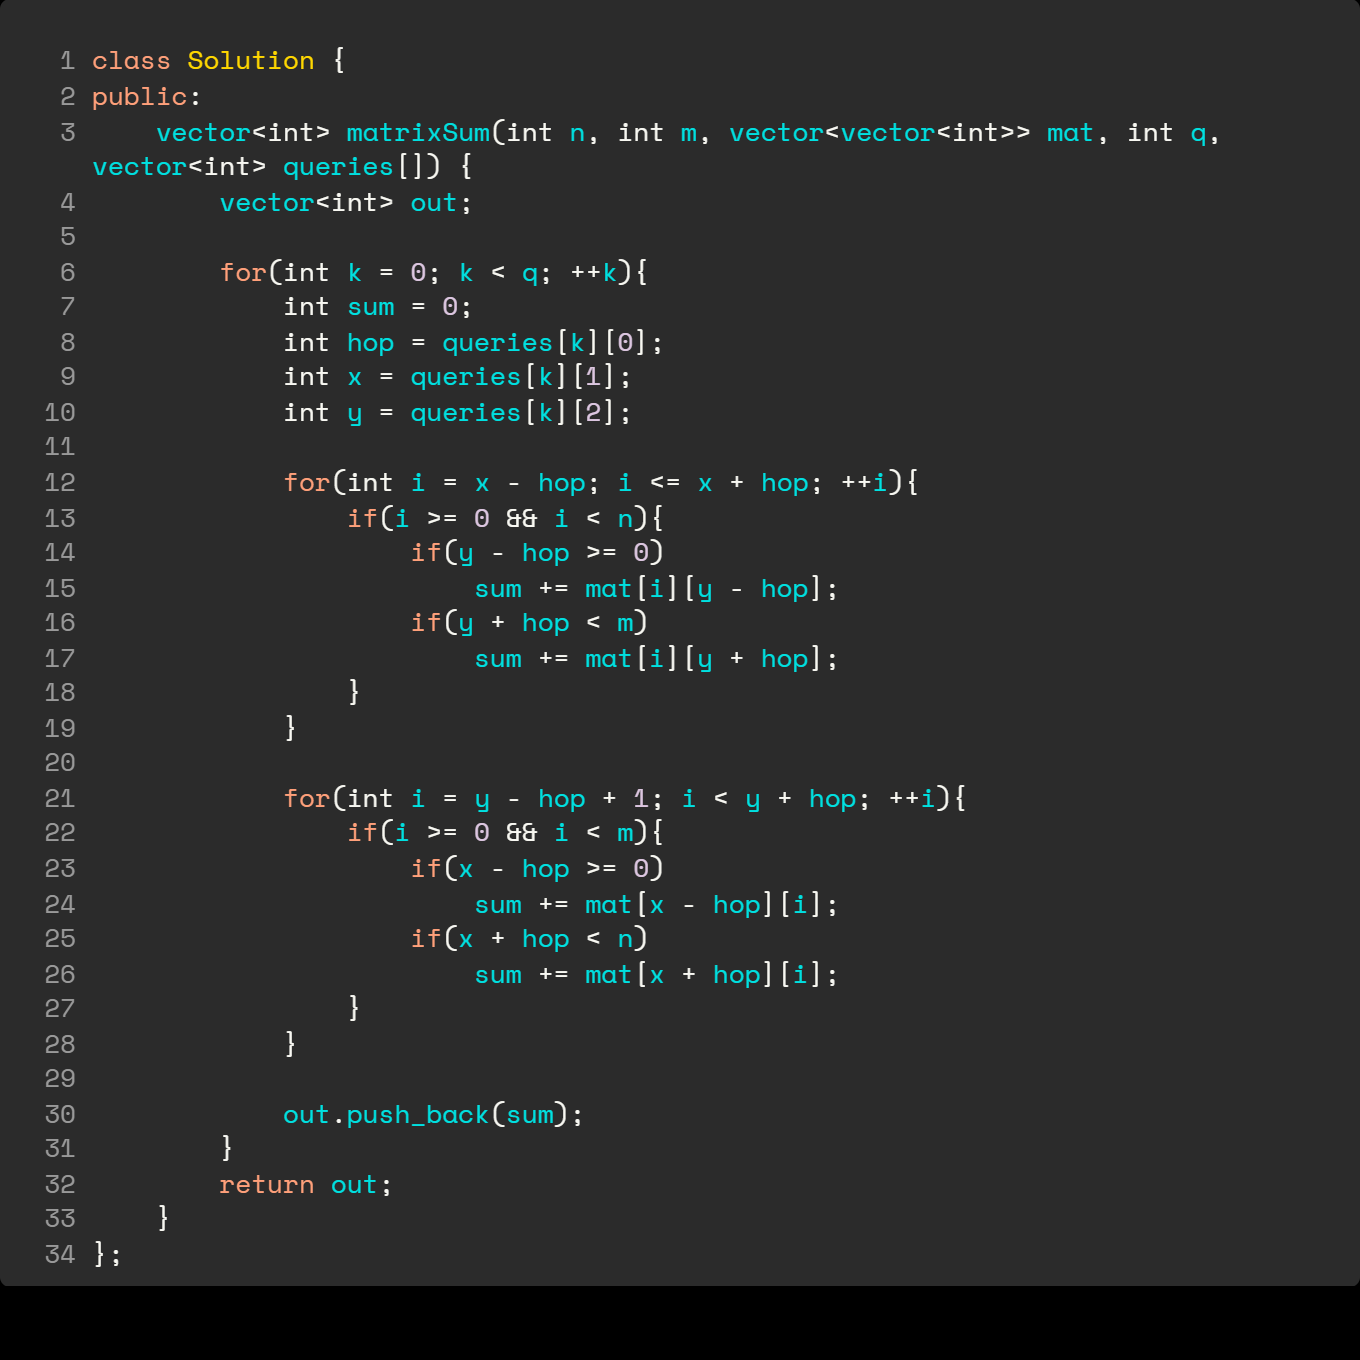 1 class Solution {
2 public:
3     vector<int> matrixSum(int n, int m, vector<vector<int>> mat, int q,
vector<int> queries[]) {
4         vector<int> out;
5
6         for(int k = 0; k < q; ++k){
7             int sum = 0;
8             int hop = queries[k][0];
9             int x = queries[k][1];
10             int y = queries[k][2];
11
12             for(int i = x - hop; i <= x + hop; ++i){
13                 if(i >= 0 && i < n){
14                     if(y - hop >= 0)
15                         sum += mat[i][y - hop];
16                     if(y + hop < m)
17                         sum += mat[i][y + hop];
18                 }
19             }
20
21             for(int i = y - hop + 1; i < y + hop; ++i){
22                 if(i >= 0 && i < m){
23                     if(x - hop >= 0)
24                         sum += mat[x - hop][i];
25                     if(x + hop < n)
26                         sum += mat[x + hop][i];
27                 }
28             }
29
30             out.push_back(sum);
31         }
32         return out;
33     }
34 };